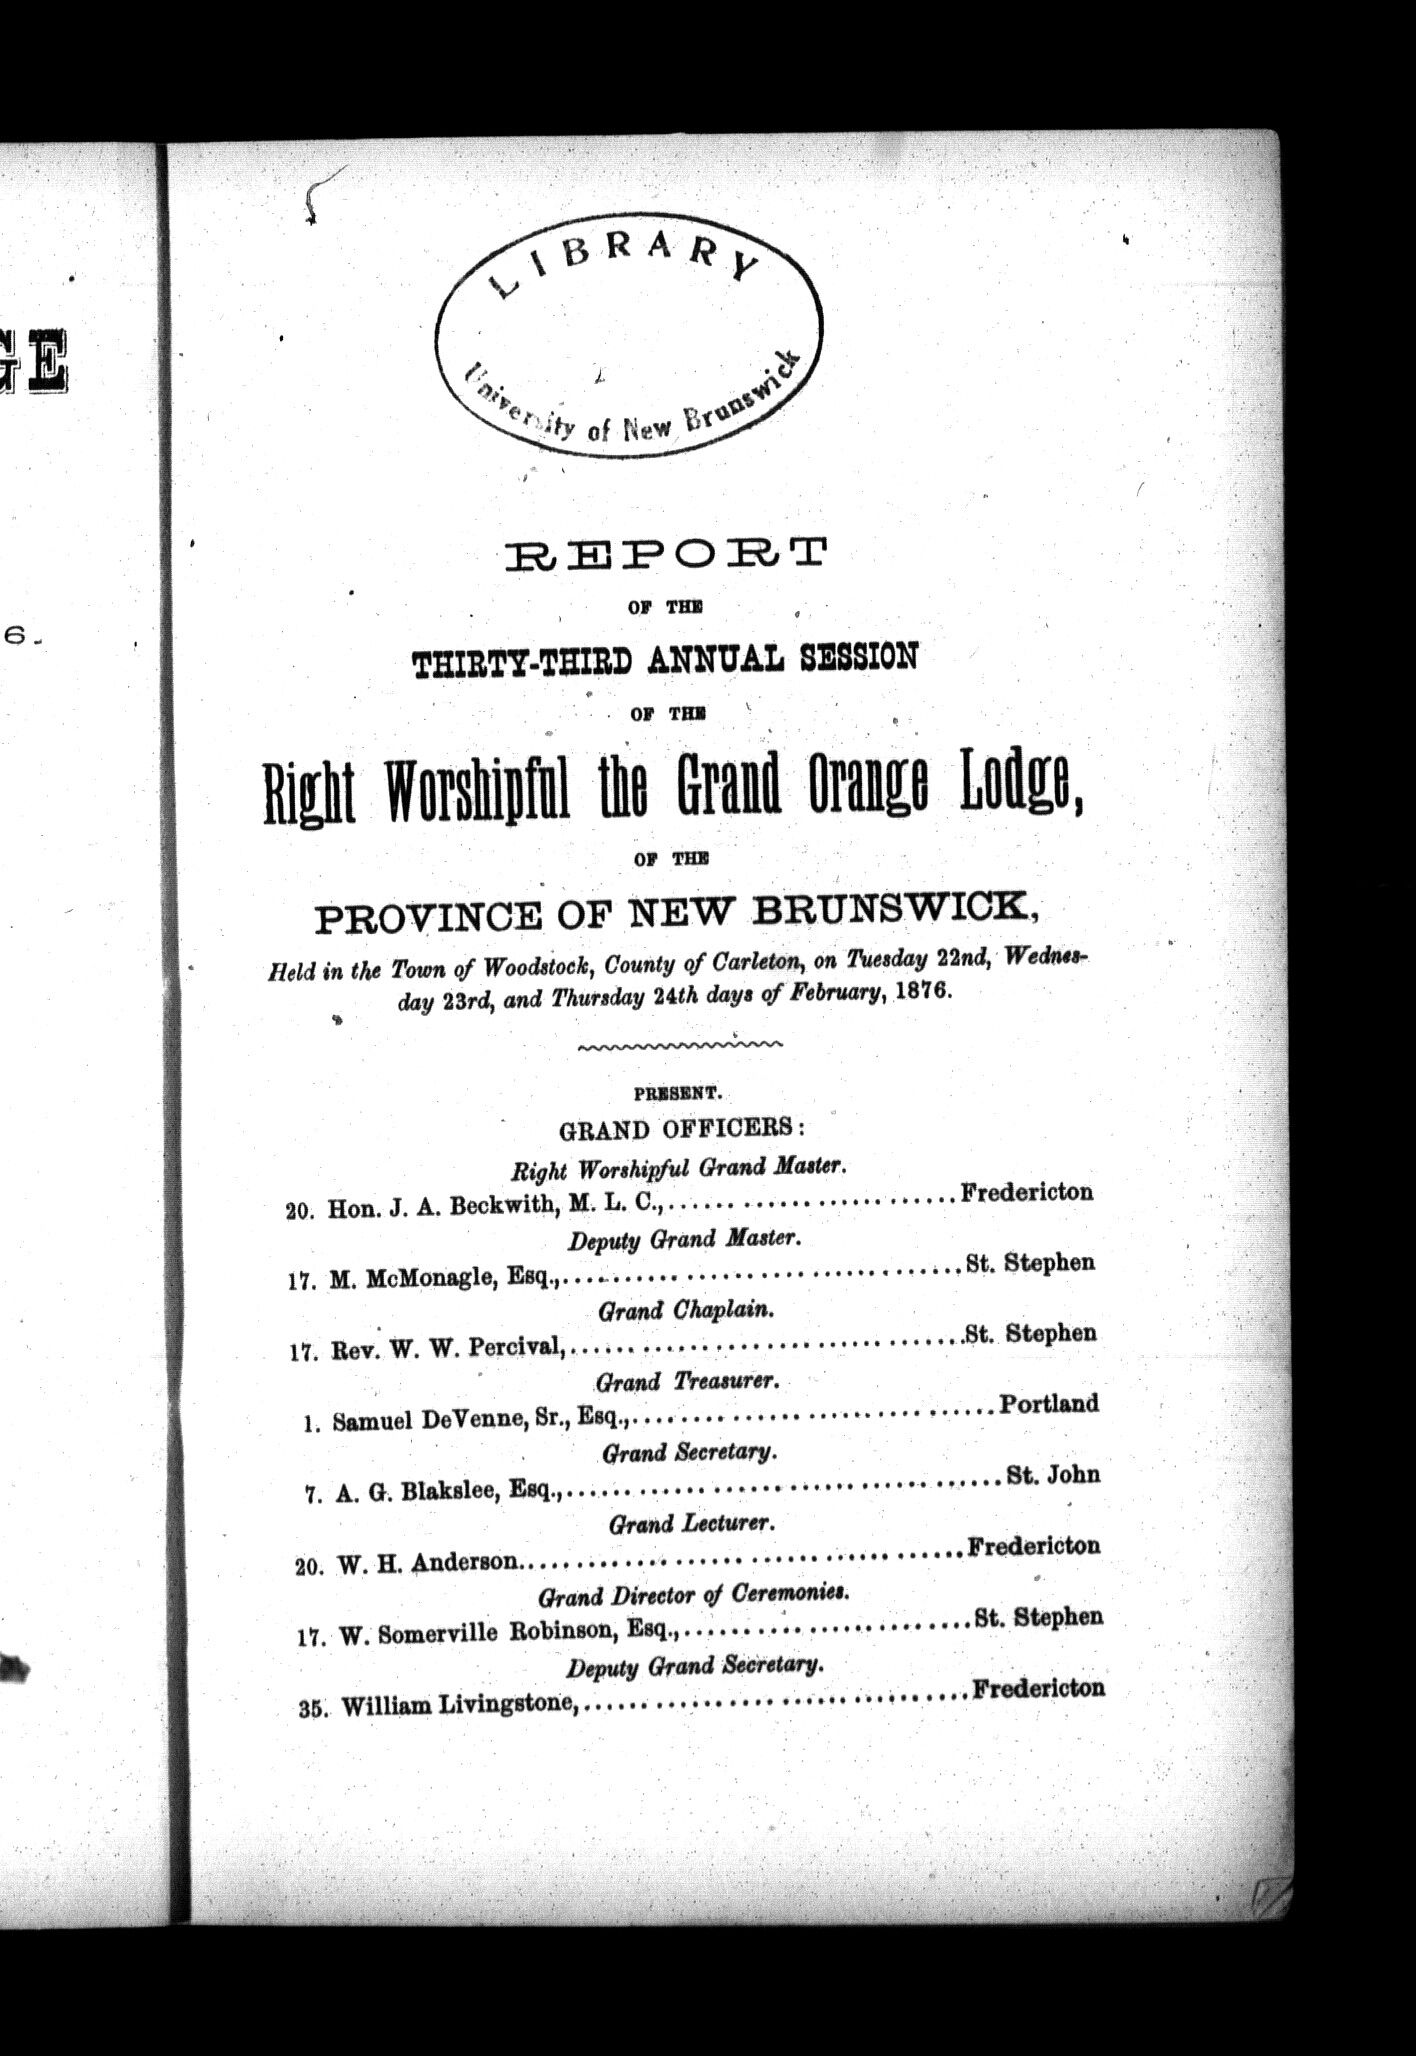 GE
6.
LIBRARY
University of New Brunswick
REPORT
OF THE
THIRTY-THIRD ANNUAL SESSION
OF THE
Right Worshipful the Grand Orange Lodge,
OF THE
PROVINCE OF NEW BRUNSWICK,
Held in the Town of Woodstock, County of Carleton, on Tuesday 22nd, Wednes-
day 23rd, and Thursday 24th days of February, 1876.
PRESENT.
GRAND OFFICERS:
Right Worshipful Grand Master.
20. Hon. J. A. Beckwith, M. L. C.,..........................Fredericton
Deputy Grand Master.
17. M. McMonagle, Esq.,..................................St. Stephen
Grand Chaplain.
17. Rev. W. W. Percival,..................................St. Stephen
Grand Treasurer.
1. Samuel DeVenne, Sr., Esq.,..............................Portland
Grand Secretary.
7. A. G. Blakslee, Esq.,....................................St. John
Grand Lecturer.
20. W. H. Anderson.....................................Fredericton
Grand Director of Ceremonies.
17. W. Somerville Robinson, Esq.,........................St. Stephen
Deputy Grand Secretary.
35. William Livingstone,................................Fredericton